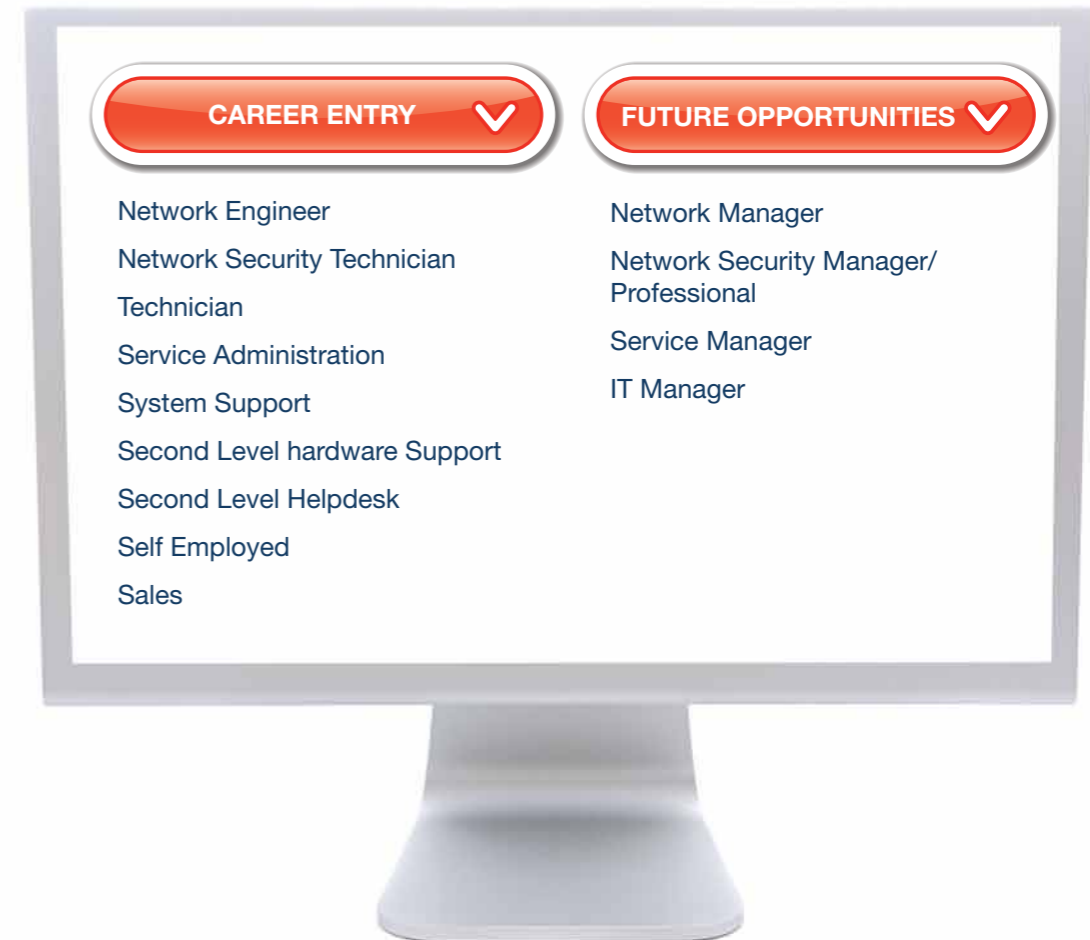 CAREER ENTRY
Network Engineer
Network Security Technician
Technician
Service Administration
System Support
Second Level hardware Support
Second Level Helpdesk
Self Employed
Sales
FUTURE OPPORTUNITIES
Network Manager
Network Security Manager/
Professional
Service Manager
IT Manager